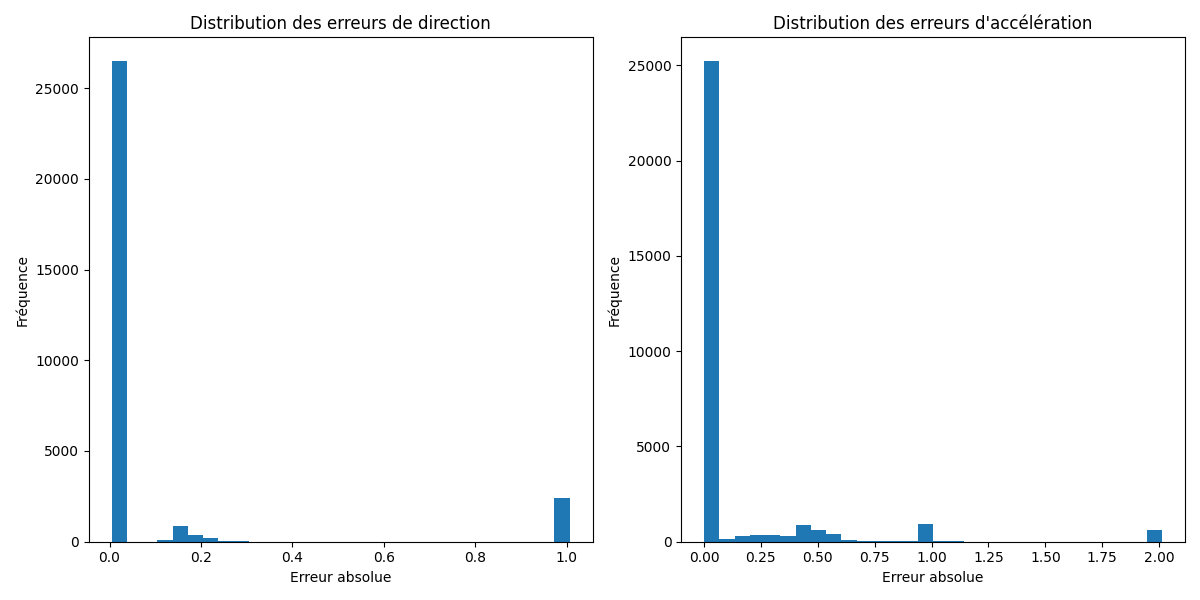 Distribution des erreurs de direction
Fréquence
25000
20000
15000
10000
5000
0
0.0 0.2 0.4 0.6 0.8 1.0
Erreur absolue
Distribution des erreurs d'accélération
Fréquence
25000
20000
15000
10000
5000
0
0.00 0.25 0.50 0.75 1.00 1.25 1.50 1.75 2.00
Erreur absolue